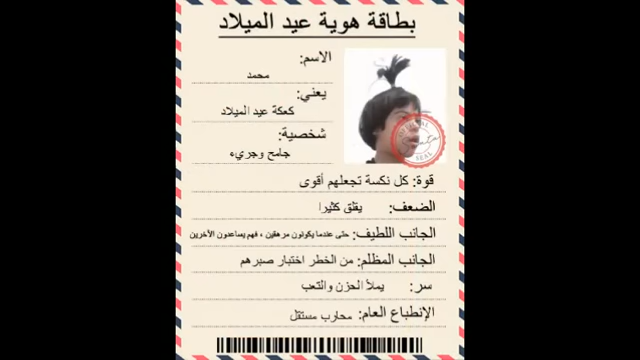 بطاقة هوية عيد الميلاد
الاسم:
محمد
يعني:
كعكة عيد الميلاد
شخصية:
جامح وجريء
قوة: كل نكسة تجعلهم أقوى
الضعف: يقلق كثيرا
الجانب اللطيف: حتى عندما يكونون مرهقين ، فهم يساعدون الآخرين
الجانب المظلم: من الخطر اختبار صبرهم
سر: يملأ الحزن والتعب
الإنطباع العام: محارب مستقل
SEAL